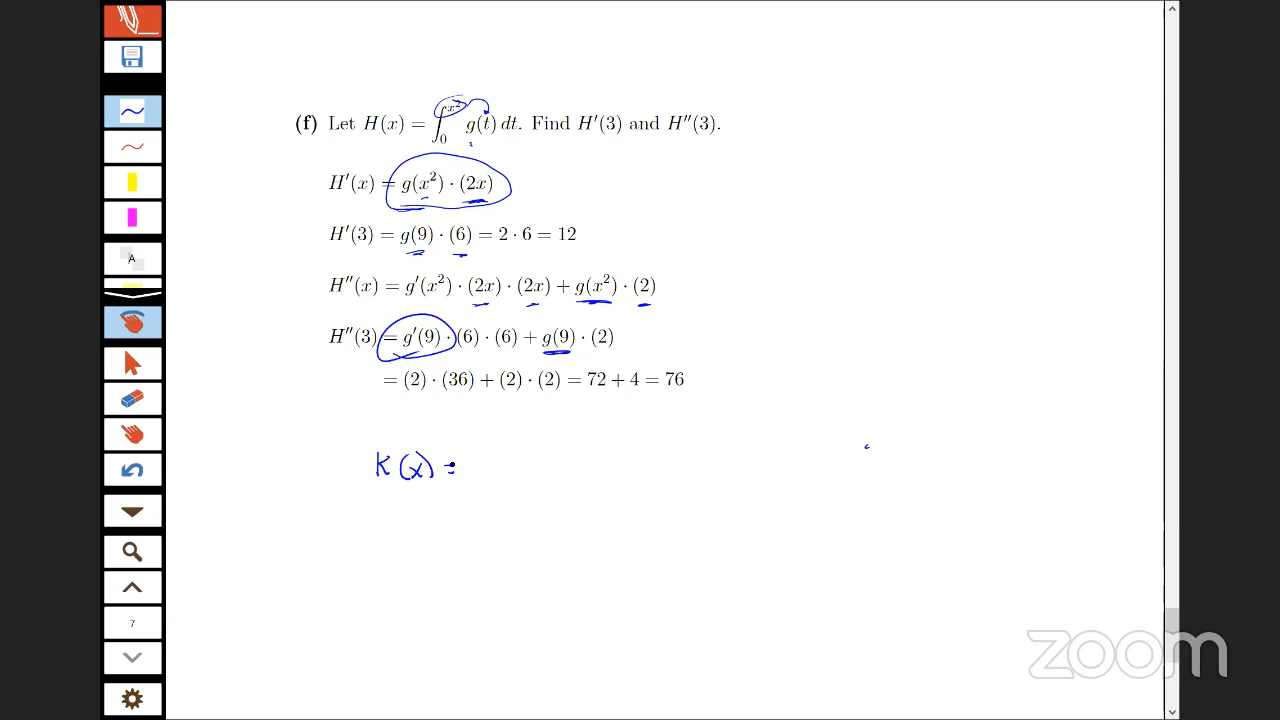 (f) Let H(x) = ∫₀^{x²} g(t) dt. Find H′(3) and H″(3).
H′(x) = g(x²) · (2x)
H′(3) = g(9) · (6) = 2 · 6 = 12
H″(x) = g′(x²) · (2x) · (2x) + g(x²) · (2)
H″(3) = g′(9) · (6) · (6) + g(9) · (2)
= (2) · (36) + (2) · (2) = 72 + 4 = 76
K(x) =
A
7
zoom